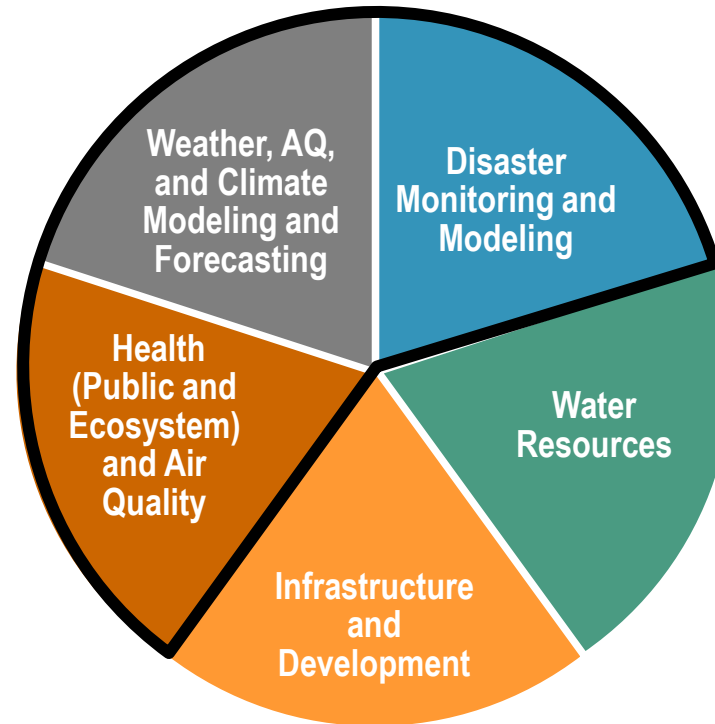 Weather, AQ,
and Climate
Modeling and
Forecasting
Disaster
Monitoring and
Modeling
Health
(Public and
Ecosystem)
and Air
Quality
Water
Resources
Infrastructure
and
Development